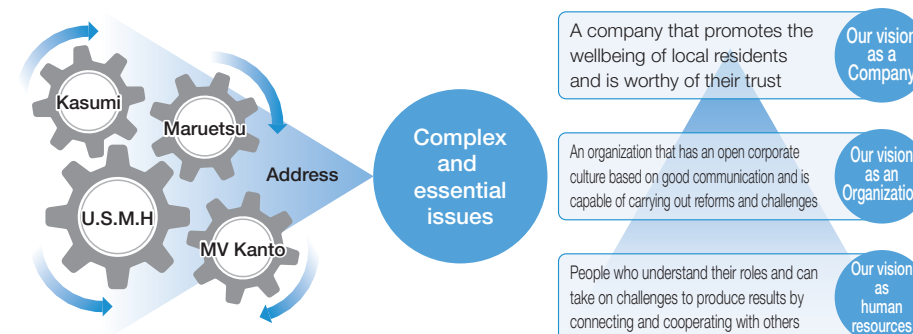 Kasumi
Maruetsu
U.S.M.H
MV Kanto
Address
Complex
and
essential
issues
A company that promotes the
wellbeing of local residents
and is worthy of their trust
Our vision
as a
Company
An organization that has an open corporate
culture based on good communication and is
capable of carrying out reforms and challenges
Our vision
as an
Organization
People who understand their roles and can
take on challenges to produce results by
connecting and cooperating with others
Our vision
as
human
resources